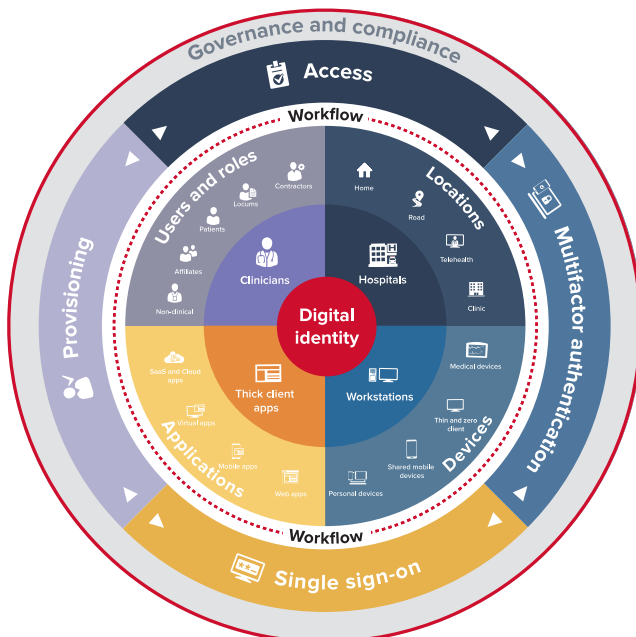 Governance and compliance
Access
Workflow
Users and roles
Contractors
Locums
Patients
Affiliates
Non-clinical
Clinicians
Locations
Home
Road
Telehealth
Clinic
Hospitals
Provisioning
Multifactor authentication
Digital
identity
SaaS and Cloud
apps
Virtual apps
Mobile apps
Web apps
Applications
Thick client
apps
Workstations
Medical devices
Thin and zero
client
Shared mobile
devices
Personal devices
Devices
Workflow
Single sign-on